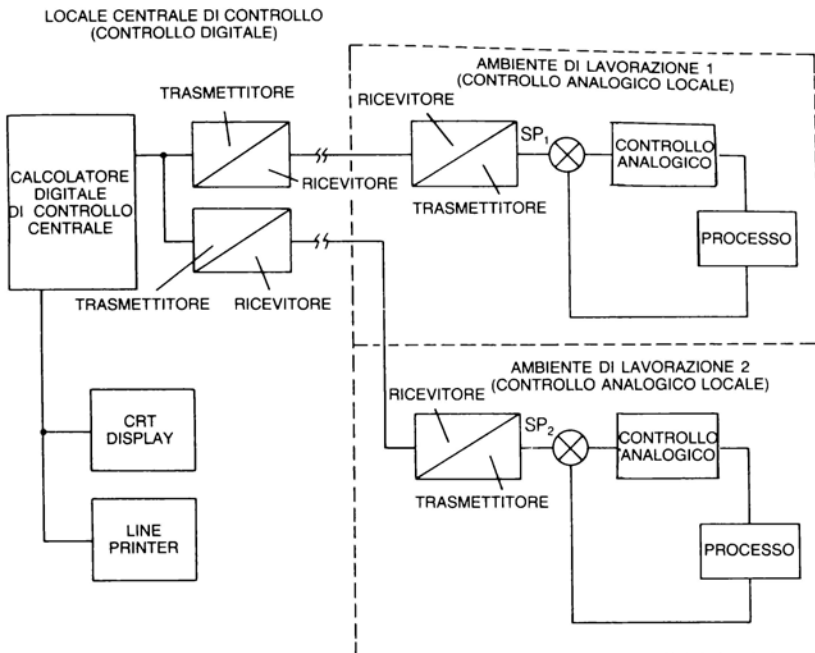 LOCALE CENTRALE DI CONTROLLO
(CONTROLLO DIGITALE)
TRASMETTITORE
RICEVITORE
CALCOLATORE
DIGITALE
DI CONTROLLO
CENTRALE
TRASMETTITORE
RICEVITORE
CRT
DISPLAY
LINE
PRINTER
AMBIENTE DI LAVORAZIONE 1
(CONTROLLO ANALOGICO LOCALE)
RICEVITORE
SP1
CONTROLLO
ANALOGICO
TRASMETTITORE
PROCESSO
AMBIENTE DI LAVORAZIONE 2
(CONTROLLO ANALOGICO LOCALE)
RICEVITORE
SP2
CONTROLLO
ANALOGICO
TRASMETTITORE
PROCESSO